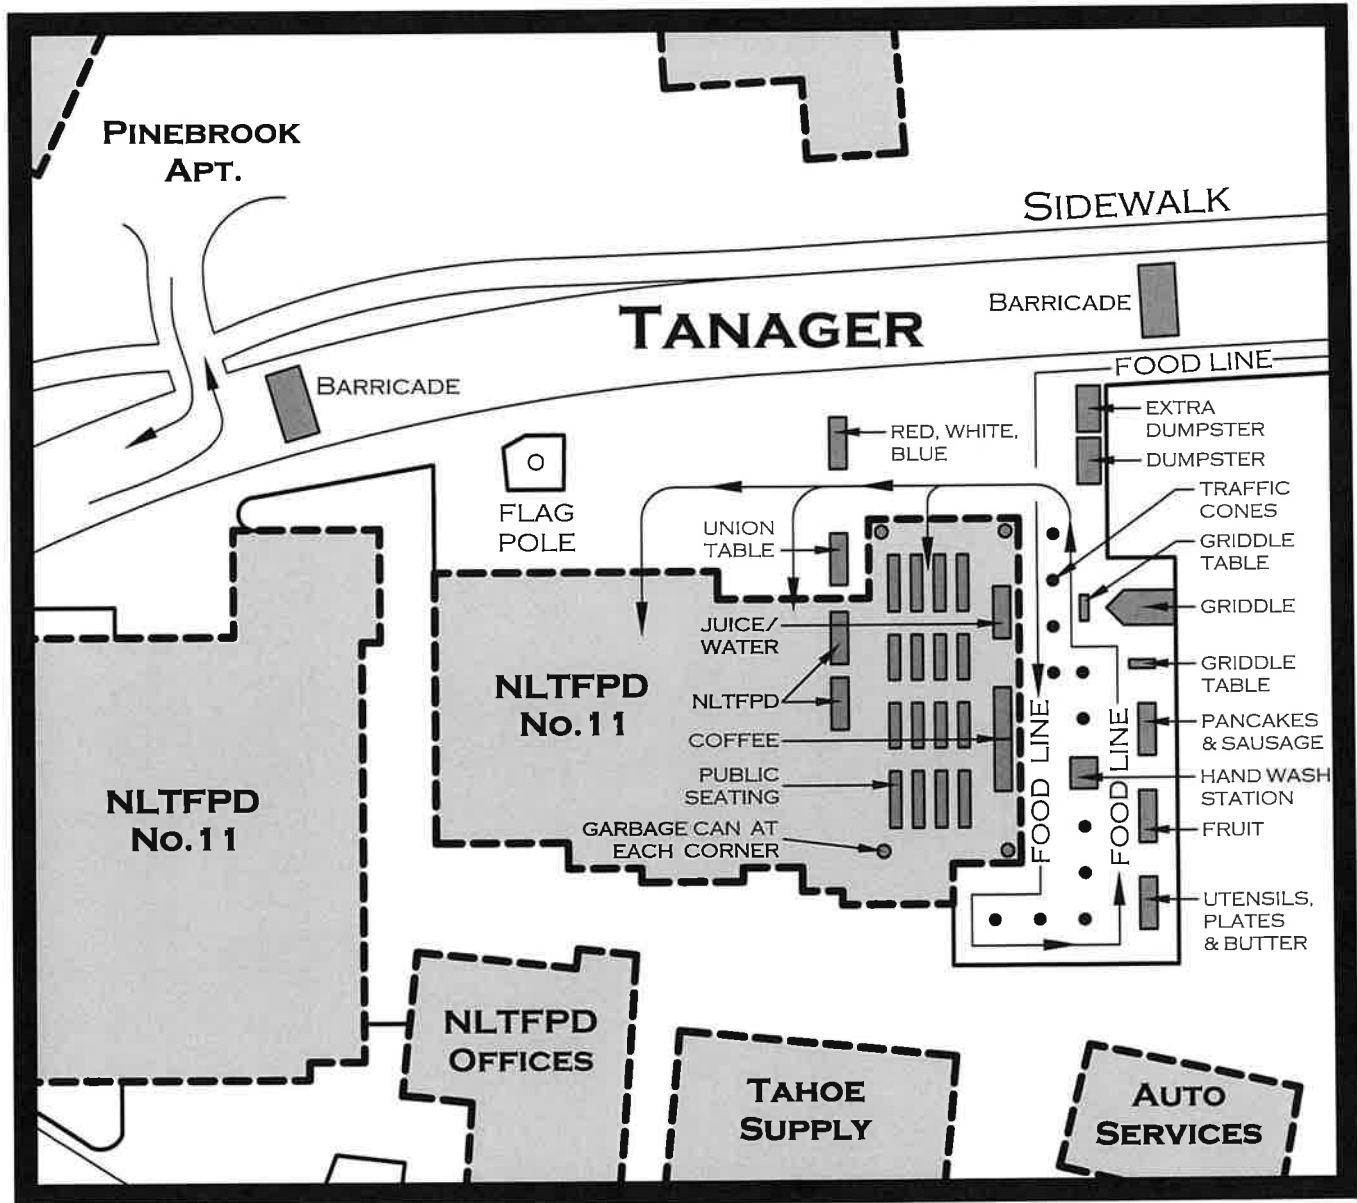 PINEBROOK
APT.
SIDEWALK
TANAGER
BARRICADE
BARRICADE
FOOD LINE
EXTRA
DUMPSTER
DUMPSTER
RED, WHITE,
BLUE
FLAG
POLE
UNION
TABLE
TRAFFIC
CONES
GRIDDLE
TABLE
GRIDDLE
JUICE/
WATER
GRIDDLE
TABLE
NLTFPD
No.11
NLTFPD
COFFEE
PUBLIC
SEATING
GARBAGE CAN AT
EACH CORNER
FOOD LINE
FOOD LINE
PANCAKES
& SAUSAGE
HAND WASH
STATION
FRUIT
UTENSILS,
PLATES
& BUTTER
NLTFPD
No.11
NLTFPD
OFFICES
TAHOE
SUPPLY
AUTO
SERVICES